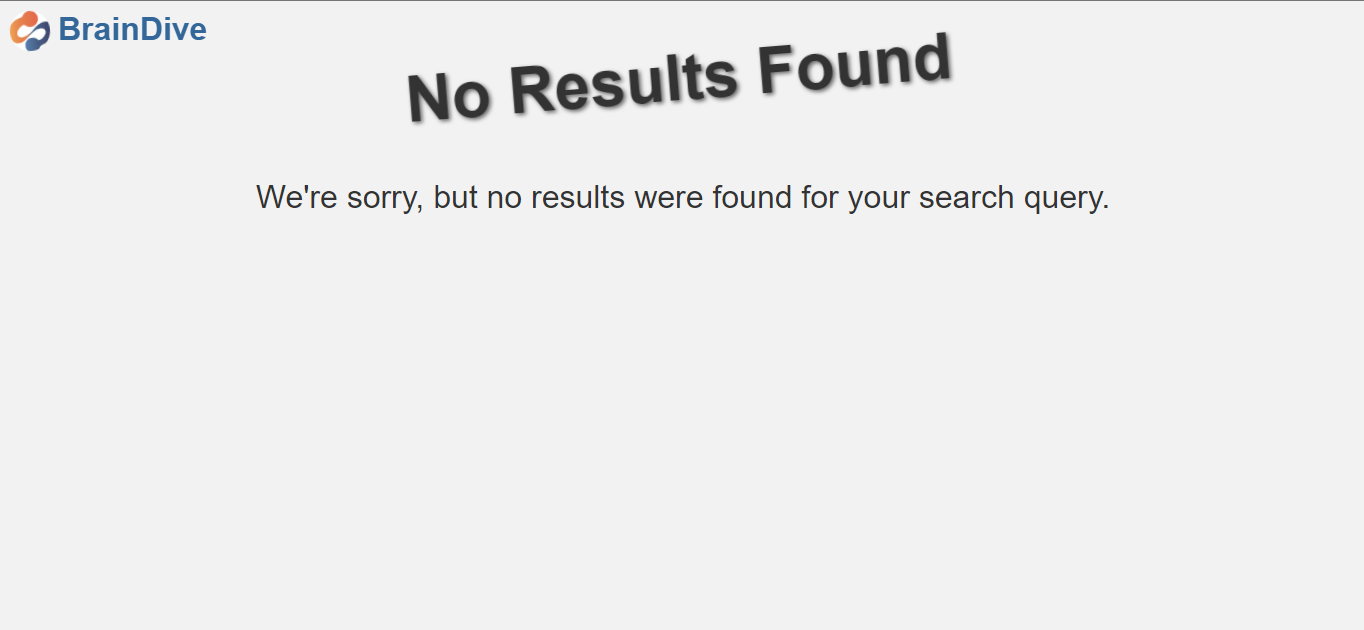 BrainDive
No Results Found
We're sorry, but no results were found for your search query.